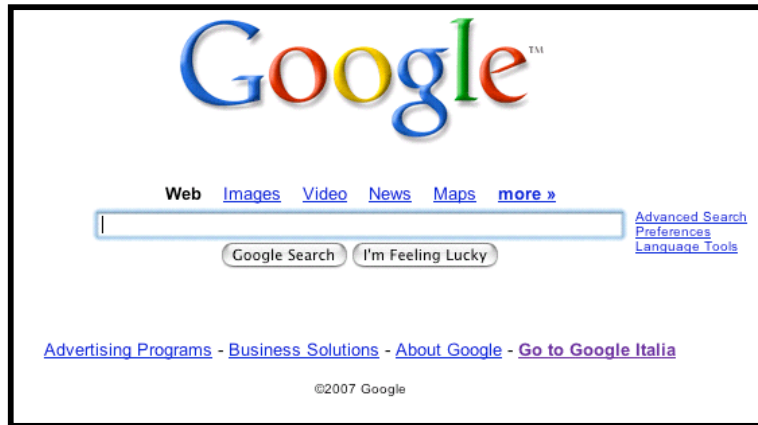 Google™
Web Images Video News Maps more »
Advanced Search
Preferences
Language Tools
Google Search I'm Feeling Lucky
Advertising Programs - Business Solutions - About Google - Go to Google Italia
©2007 Google